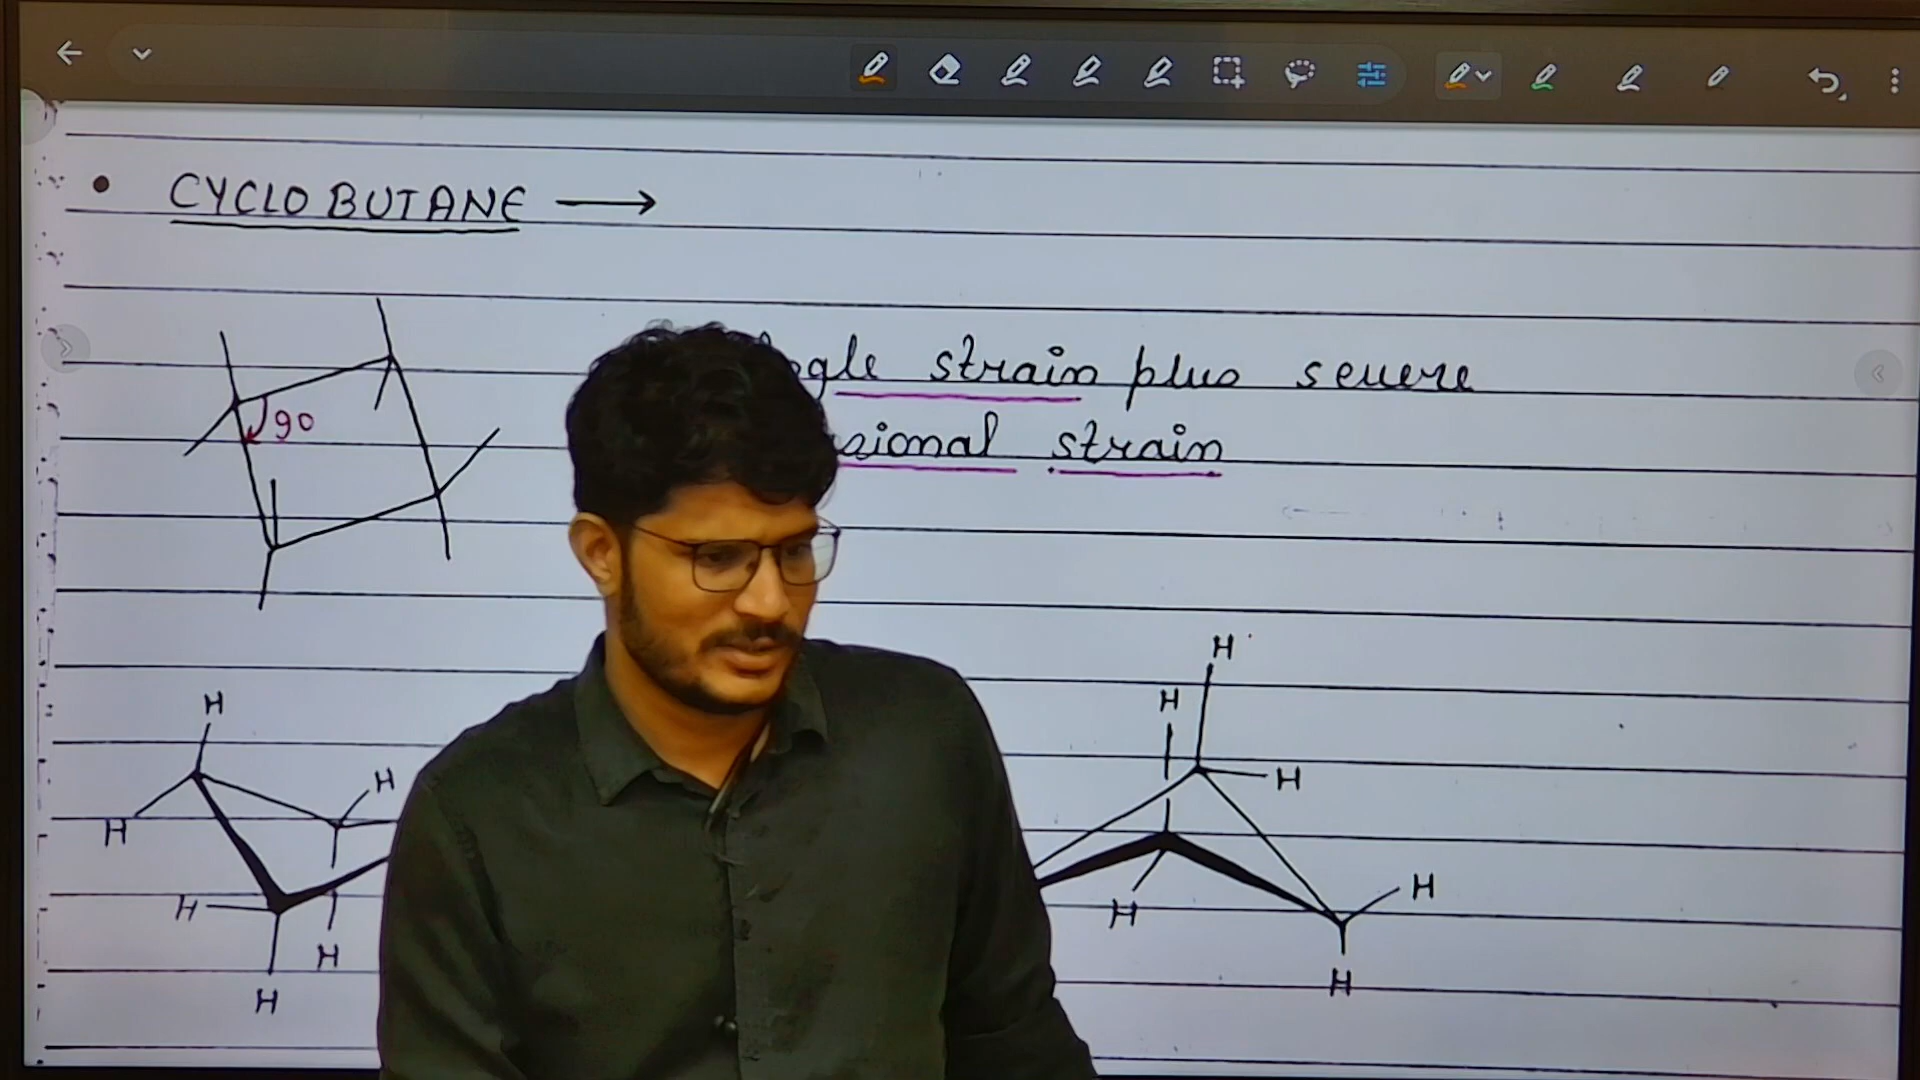 • CYCLO BUTANE →
strain plus severe
strain
90
H
H
H
H
H
H
H
H
H
H
H
H
H